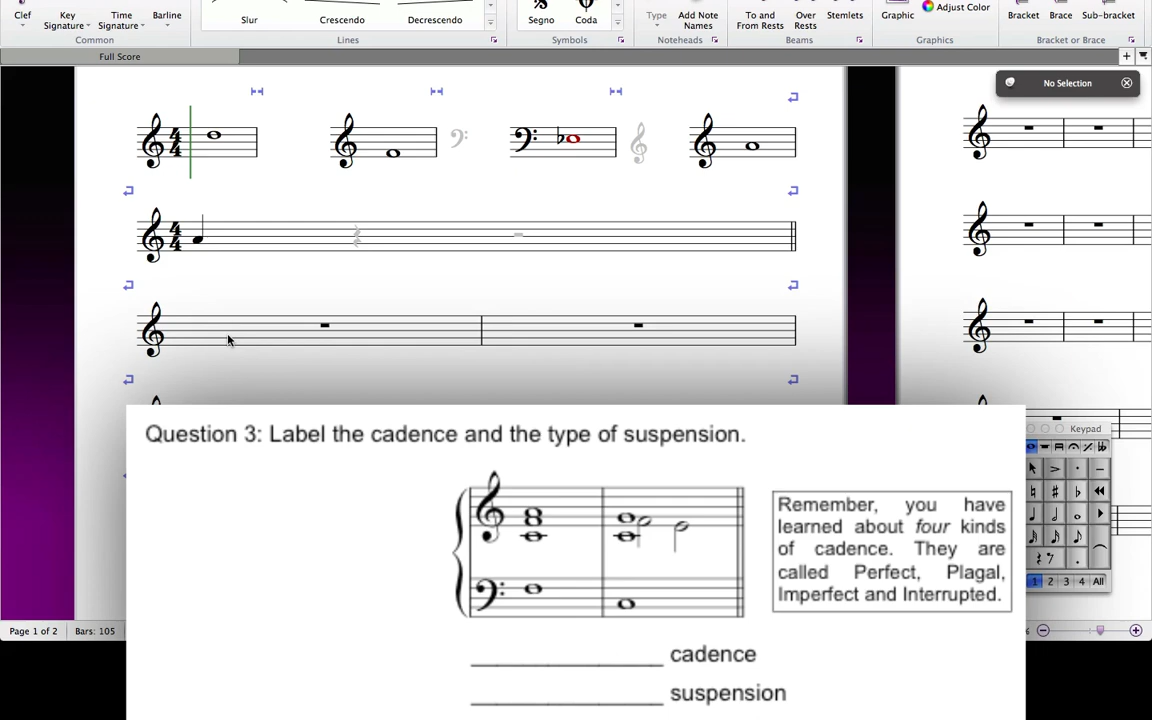 Clef
Key Signature
Time Signature
Barline
Slur
Crescendo
Decrescendo
Segno
Coda
Type
Add Note Names
To and From Rests
Over Rests
Stemlets
Graphic
Adjust Color
Bracket
Brace
Sub-bracket
Common
Lines
Symbols
Noteheads
Beams
Graphics
Bracket or Brace
Full Score
No Selection
Keypad
1 2 3 4 All
Page 1 of 2
Bars: 105
%
Question 3: Label the cadence and the type of suspension.
Remember, you have
learned about four kinds
of cadence. They are
called Perfect, Plagal,
Imperfect and Interrupted.
_______________ cadence
_______________ suspension